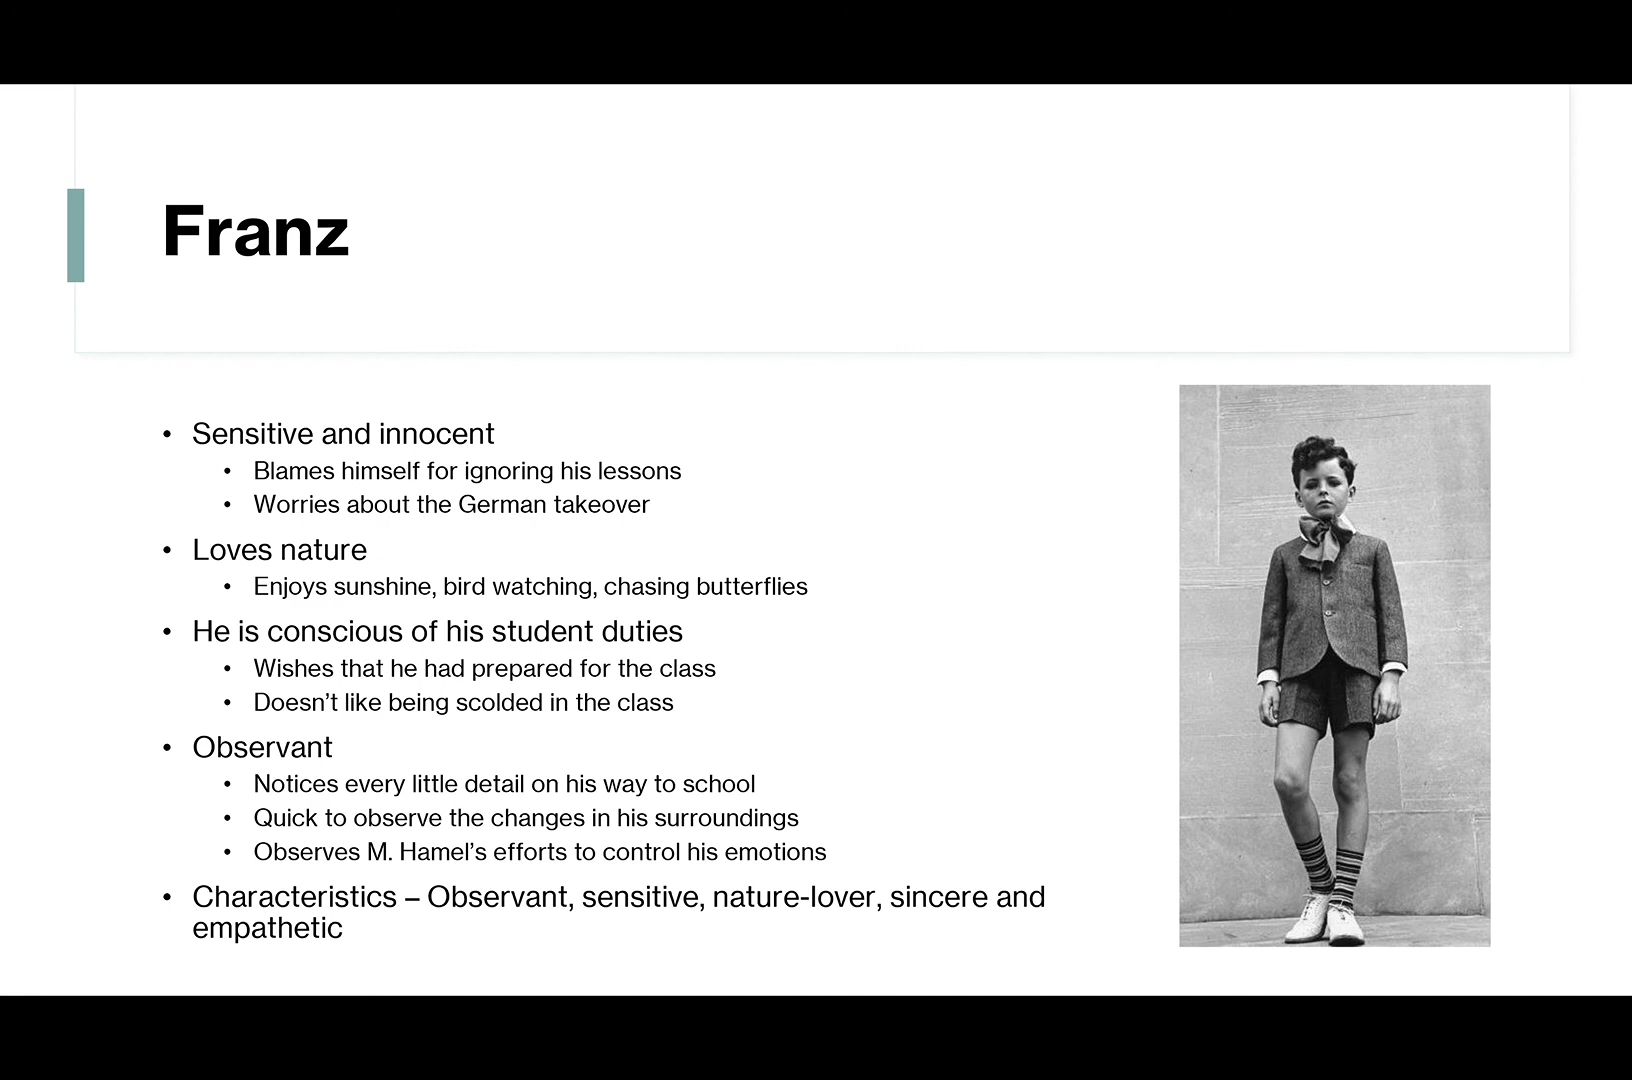 Franz
• Sensitive and innocent
• Blames himself for ignoring his lessons
• Worries about the German takeover
• Loves nature
• Enjoys sunshine, bird watching, chasing butterflies
• He is conscious of his student duties
• Wishes that he had prepared for the class
• Doesn’t like being scolded in the class
• Observant
• Notices every little detail on his way to school
• Quick to observe the changes in his surroundings
• Observes M. Hamel’s efforts to control his emotions
• Characteristics – Observant, sensitive, nature-lover, sincere and
empathetic